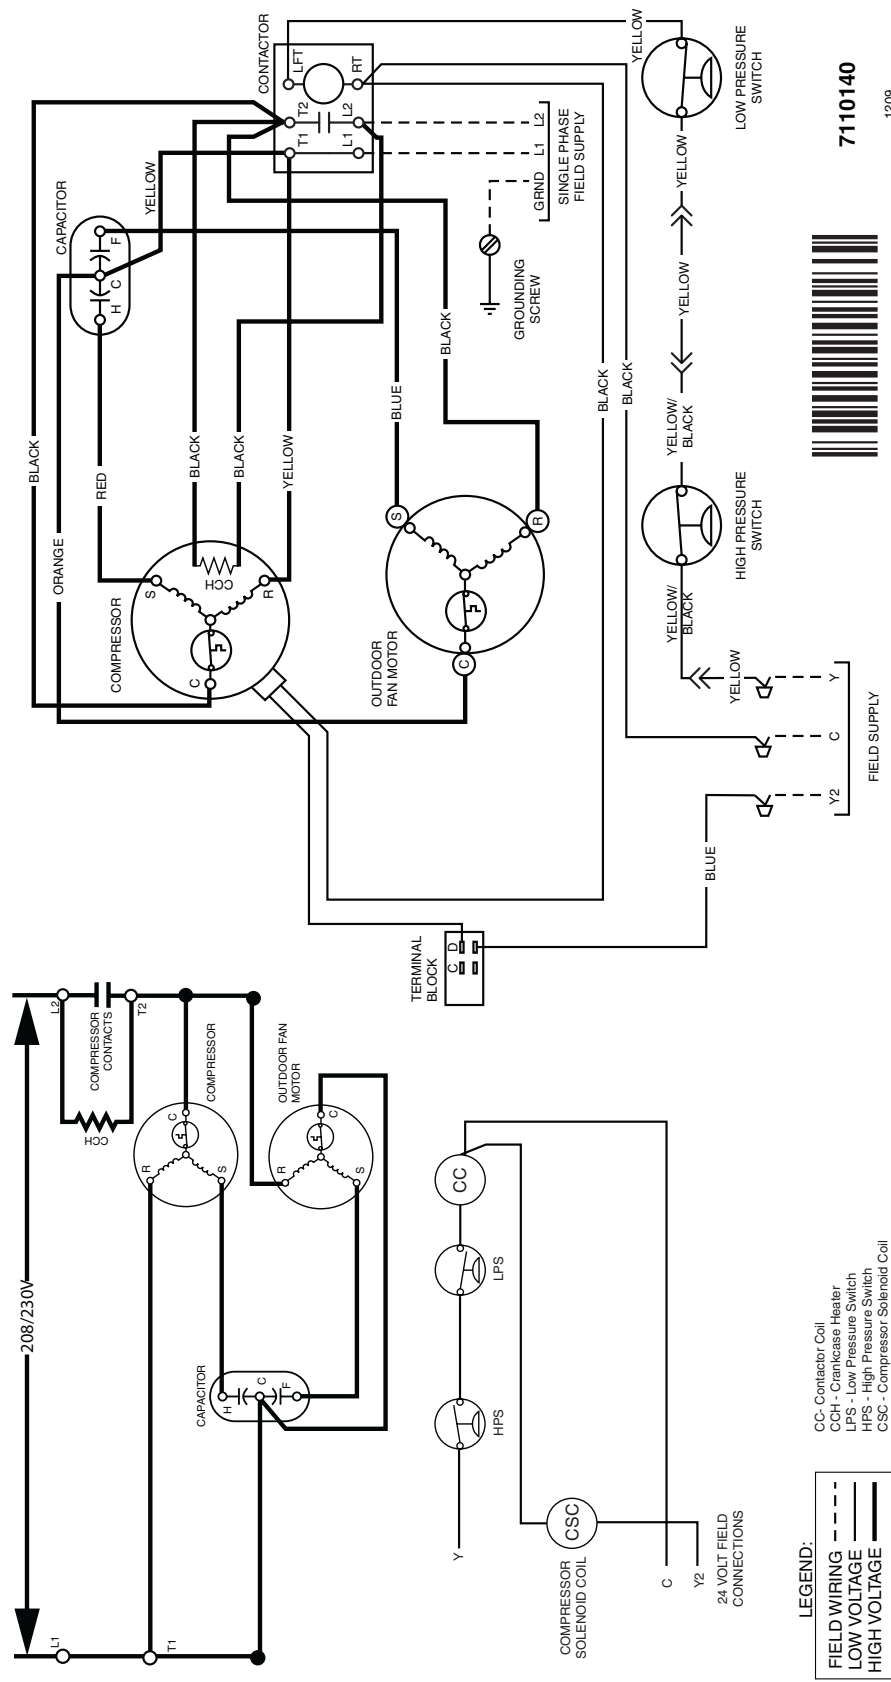 208/230V
L1
L2
T1
T2
CCH
COMPRESSOR
CONTACTS
COMPRESSOR
R
C
S
OUTDOOR FAN
MOTOR
R
C
S
CAPACITOR
H
C
F
Y
HPS
LPS
CC
CSC
COMPRESSOR
SOLENOID COIL
C
Y2
24 VOLT FIELD
CONNECTIONS
LEGEND:
FIELD WIRING
LOW VOLTAGE
HIGH VOLTAGE
CC- Contactor Coil
CCH - Crankcase Heater
LPS - Low Pressure Switch
HPS - High Pressure Switch
CSC - Compressor Solenoid Coil
BLACK
ORANGE
RED
CAPACITOR
H
C
F
YELLOW
COMPRESSOR
C
S
R
CCH
BLACK
BLACK
YELLOW
CONTACTOR
T1
T2
LFT
L1
L2
RT
OUTDOOR
FAN MOTOR
C
S
R
BLUE
BLACK
GROUNDING
SCREW
GRND
L1
L2
SINGLE PHASE
FIELD SUPPLY
TERMINAL
BLOCK
C
D
BLUE
BLACK
BLACK
YELLOW
YELLOW/
BLACK
HIGH PRESSURE
SWITCH
YELLOW/
BLACK
YELLOW
YELLOW
LOW PRESSURE
SWITCH
YELLOW
Y2
C
Y
FIELD SUPPLY
7110140
1209